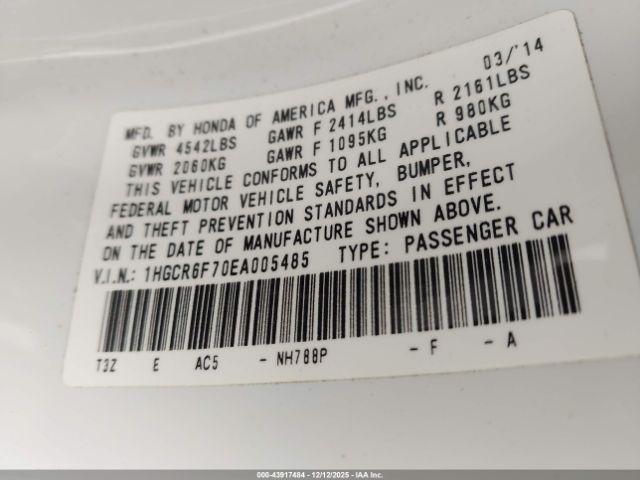 03/'14
MFD. BY HONDA OF AMERICA MFG., INC.
GVWR 4542LBS GAWR F 2414LBS R 2161LBS
GVWR 2060KG GAWR F 1095KG R 980KG
THIS VEHICLE CONFORMS TO ALL APPLICABLE
FEDERAL MOTOR VEHICLE SAFETY, BUMPER,
AND THEFT PREVENTION STANDARDS IN EFFECT
ON THE DATE OF MANUFACTURE SHOWN ABOVE.
V.I.N.: 1HGCR6F70EA005485 TYPE: PASSENGER CAR
T3Z E AC5 - NH788P - F - A
000-43917484 - 12/12/2025 - IAA Inc.